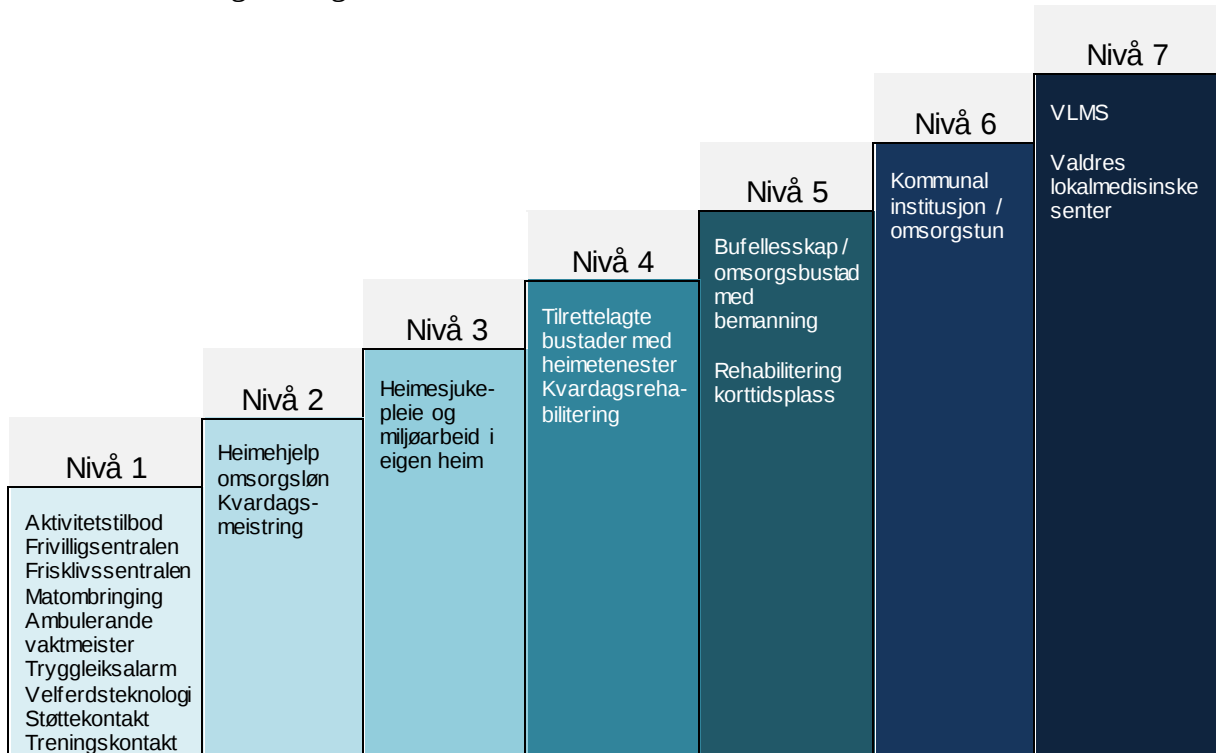 Nivå 1
Aktivitetstilbod
Frivilligsentralen
Frisklivssentralen
Matombringing
Ambulerande
vaktmeister
Tryggleiksalarm
Velferdsteknologi
Støttekontakt
Treningskontakt
Nivå 2
Heimehjelp
omsorgsløn
Kvardags-
meistring
Nivå 3
Heimesjuke-
pleie og
miljøarbeid i
eigen heim
Nivå 4
Tilrettelagte
bustader med
heimetenester
Kvardagsreha-
bilitering
Nivå 5
Bufellesskap /
omsorgsbustad
med
bemanning
Rehabilitering
korttidsplass
Nivå 6
Kommunal
institusjon /
omsorgstun
Nivå 7
VLMS
Valdres
lokalmedisinske
senter